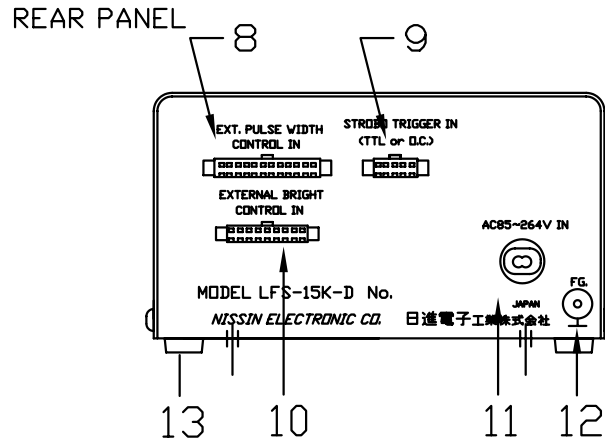 REAR PANEL
8
9
EXT. PULSE WIDTH
CONTROL IN
STROBO TRIGGER IN
(TTL or O.C.)
EXTERNAL BRIGHT
CONTROL IN
AC85~264V IN
FG.
MODEL LFS-15K-D No.
JAPAN
NISSIN ELECTRONIC CO. 日進電子工業株式会社
13
10
11
12